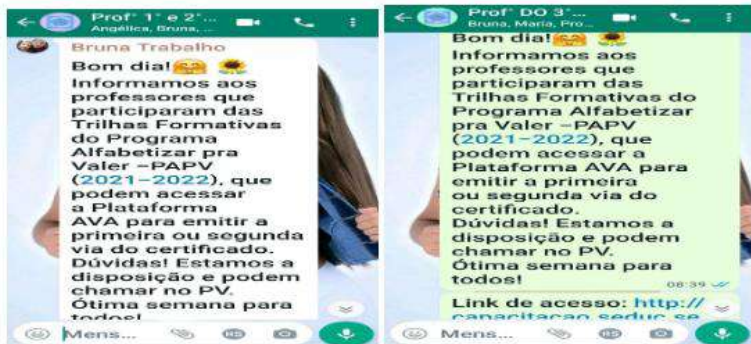 Prof° 1° e 2°...
Angélica, Bruna, ...
Bruna Trabalho
Bom dia!🤗 🌻
Informamos aos
professores que
participaram das
Trilhas Formativas
do Programa
Alfabetizar pra
Valer –PAPV
(2021–2022), que
podem acessar
a Plataforma
AVA para emitir a
primeira ou segunda
via do certificado.
Dúvidas! Estamos a
disposição e podem
chamar no PV.
Ótima semana para
todos!
Mens...
Prof° DO 3°...
Bruna, Maria, Pro...
Bom dia!🤗 🌻
Informamos aos
professores que
participaram das
Trilhas Formativas do
Programa Alfabetizar
pra Valer –PAPV
(2021–2022), que
podem acessar a
Plataforma AVA para
emitir a primeira
ou segunda via do
certificado.
Dúvidas! Estamos a
disposição e podem
chamar no PV.
Ótima semana para
todos!
08:39
Link de acesso: http://
capacitacao.seduc.se
Mens...